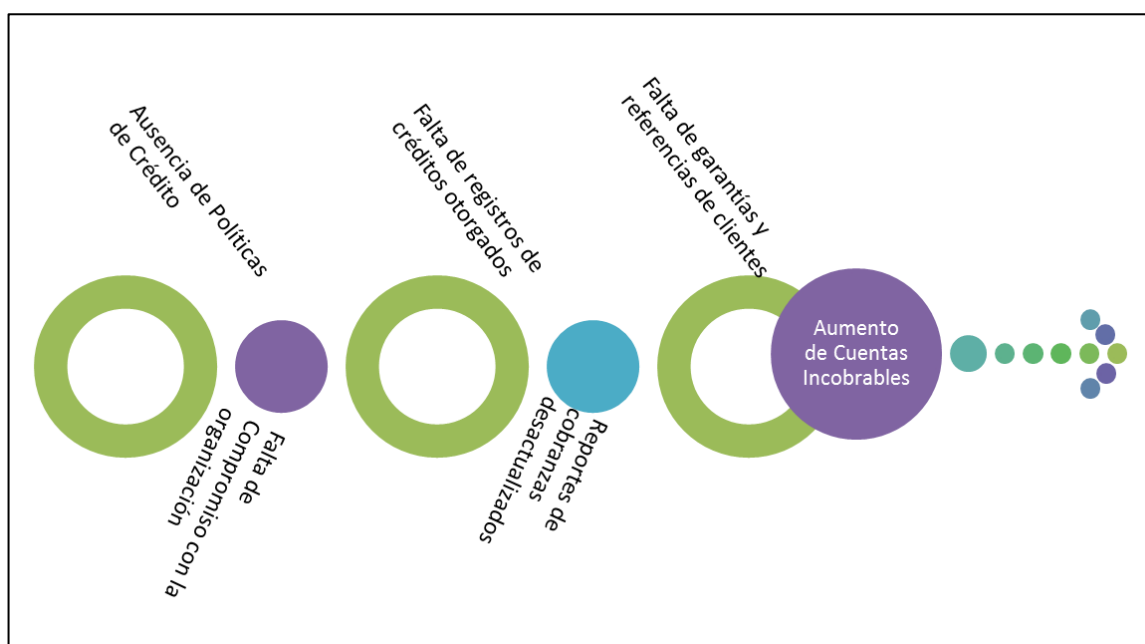 Ausencia de Políticas
de Crédito
Falta de
Compromiso con la
organización
Falta de registros de
créditos otorgados
Reportes de
cobranzas
desactualizados
Falta de garantías y
referencias de clientes
Aumento
de Cuentas
Incobrables